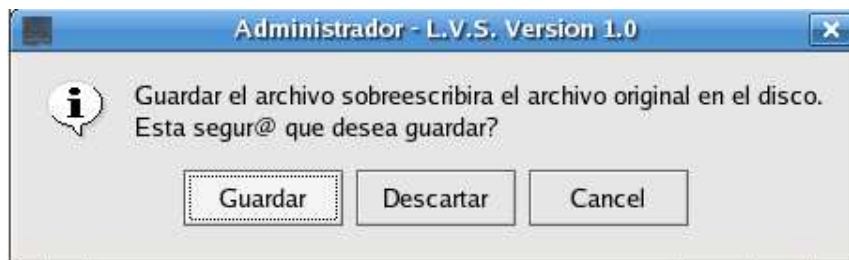 Administrador - L.V.S. Version 1.0
Guardar el archivo sobreescribira el archivo original en el disco.
Esta segur@ que desea guardar?
Guardar Descartar Cancel